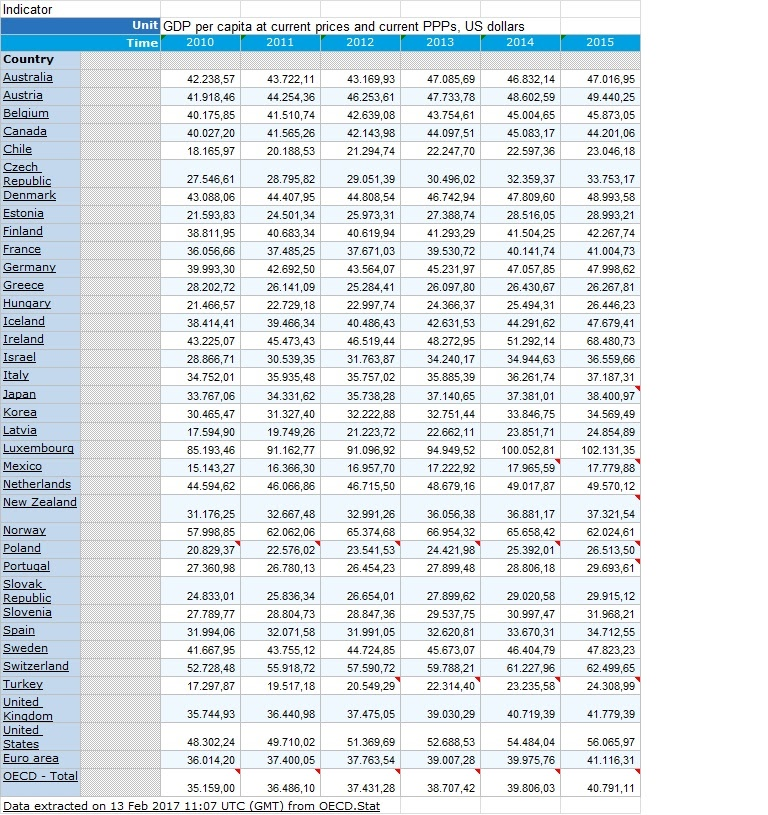 Indicator
Unit GDP per capita at current prices and current PPPs, US dollars
Time 2010 2011 2012 2013 2014 2015
Country
Australia 42.238,57 43.722,11 43.169,93 47.085,69 46.832,14 47.016,95
Austria 41.918,46 44.254,36 46.253,61 47.733,78 48.602,59 49.440,25
Belgium 40.175,85 41.510,74 42.639,08 43.754,61 45.004,65 45.873,05
Canada 40.027,20 41.565,26 42.143,98 44.097,51 45.083,17 44.201,06
Chile 18.165,97 20.188,53 21.294,74 22.247,70 22.597,36 23.046,18
Czech
Republic 27.546,61 28.795,82 29.051,39 30.496,02 32.359,37 33.753,17
Denmark 43.088,06 44.407,95 44.808,54 46.742,94 47.809,60 48.993,58
Estonia 21.593,83 24.501,34 25.973,31 27.388,74 28.516,05 28.993,21
Finland 38.811,95 40.683,34 40.619,94 41.293,29 41.504,25 42.267,74
France 36.056,66 37.485,25 37.671,03 39.530,72 40.141,74 41.004,73
Germany 39.993,30 42.692,50 43.564,07 45.231,97 47.057,85 47.998,62
Greece 28.202,72 26.141,09 25.284,41 26.097,80 26.430,67 26.267,81
Hungary 21.466,57 22.729,18 22.997,74 24.366,37 25.494,31 26.446,23
Iceland 38.414,41 39.466,34 40.486,43 42.631,53 44.291,62 47.679,41
Ireland 43.225,07 45.473,43 46.519,44 48.272,95 51.292,14 68.480,73
Israel 28.866,71 30.539,35 31.763,87 34.240,17 34.944,63 36.559,66
Italy 34.752,01 35.935,48 35.757,02 35.885,39 36.261,74 37.187,31
Japan 33.767,06 34.331,62 35.738,28 37.140,65 37.381,01 38.400,97
Korea 30.465,47 31.327,40 32.222,88 32.751,44 33.846,75 34.569,49
Latvia 17.594,90 19.749,26 21.223,72 22.662,11 23.851,71 24.854,89
Luxembourg 85.193,46 91.162,77 91.096,92 94.949,52 100.052,81 102.131,35
Mexico 15.143,27 16.366,30 16.957,70 17.222,92 17.965,59 17.779,88
Netherlands 44.594,62 46.066,86 46.715,50 48.679,16 49.017,87 49.570,12
New Zealand 31.176,25 32.667,48 32.991,26 36.056,38 36.881,17 37.321,54
Norway 57.998,85 62.062,06 65.374,68 66.954,32 65.658,42 62.024,61
Poland 20.829,37 22.576,02 23.541,53 24.421,98 25.392,01 26.513,50
Portugal 27.360,98 26.780,13 26.454,23 27.899,48 28.806,18 29.693,61
Slovak
Republic 24.833,01 25.836,34 26.654,01 27.899,62 29.020,58 29.915,12
Slovenia 27.789,77 28.804,73 28.847,36 29.537,75 30.997,47 31.968,21
Spain 31.994,06 32.071,58 31.991,05 32.620,81 33.670,31 34.712,55
Sweden 41.667,95 43.755,12 44.724,85 45.673,07 46.404,79 47.823,23
Switzerland 52.728,48 55.918,72 57.590,72 59.788,21 61.227,96 62.499,65
Turkey 17.297,87 19.517,18 20.549,29 22.314,40 23.235,58 24.308,99
United
Kingdom 35.744,93 36.440,98 37.475,05 39.030,29 40.719,39 41.779,39
United
States 48.302,24 49.710,02 51.369,69 52.688,53 54.484,04 56.065,97
Euro area 36.014,20 37.400,05 37.763,54 39.007,28 39.975,76 41.116,31
OECD - Total 35.159,00 36.486,10 37.431,28 38.707,42 39.806,03 40.791,11
Data extracted on 13 Feb 2017 11:07 UTC (GMT) from OECD.Stat